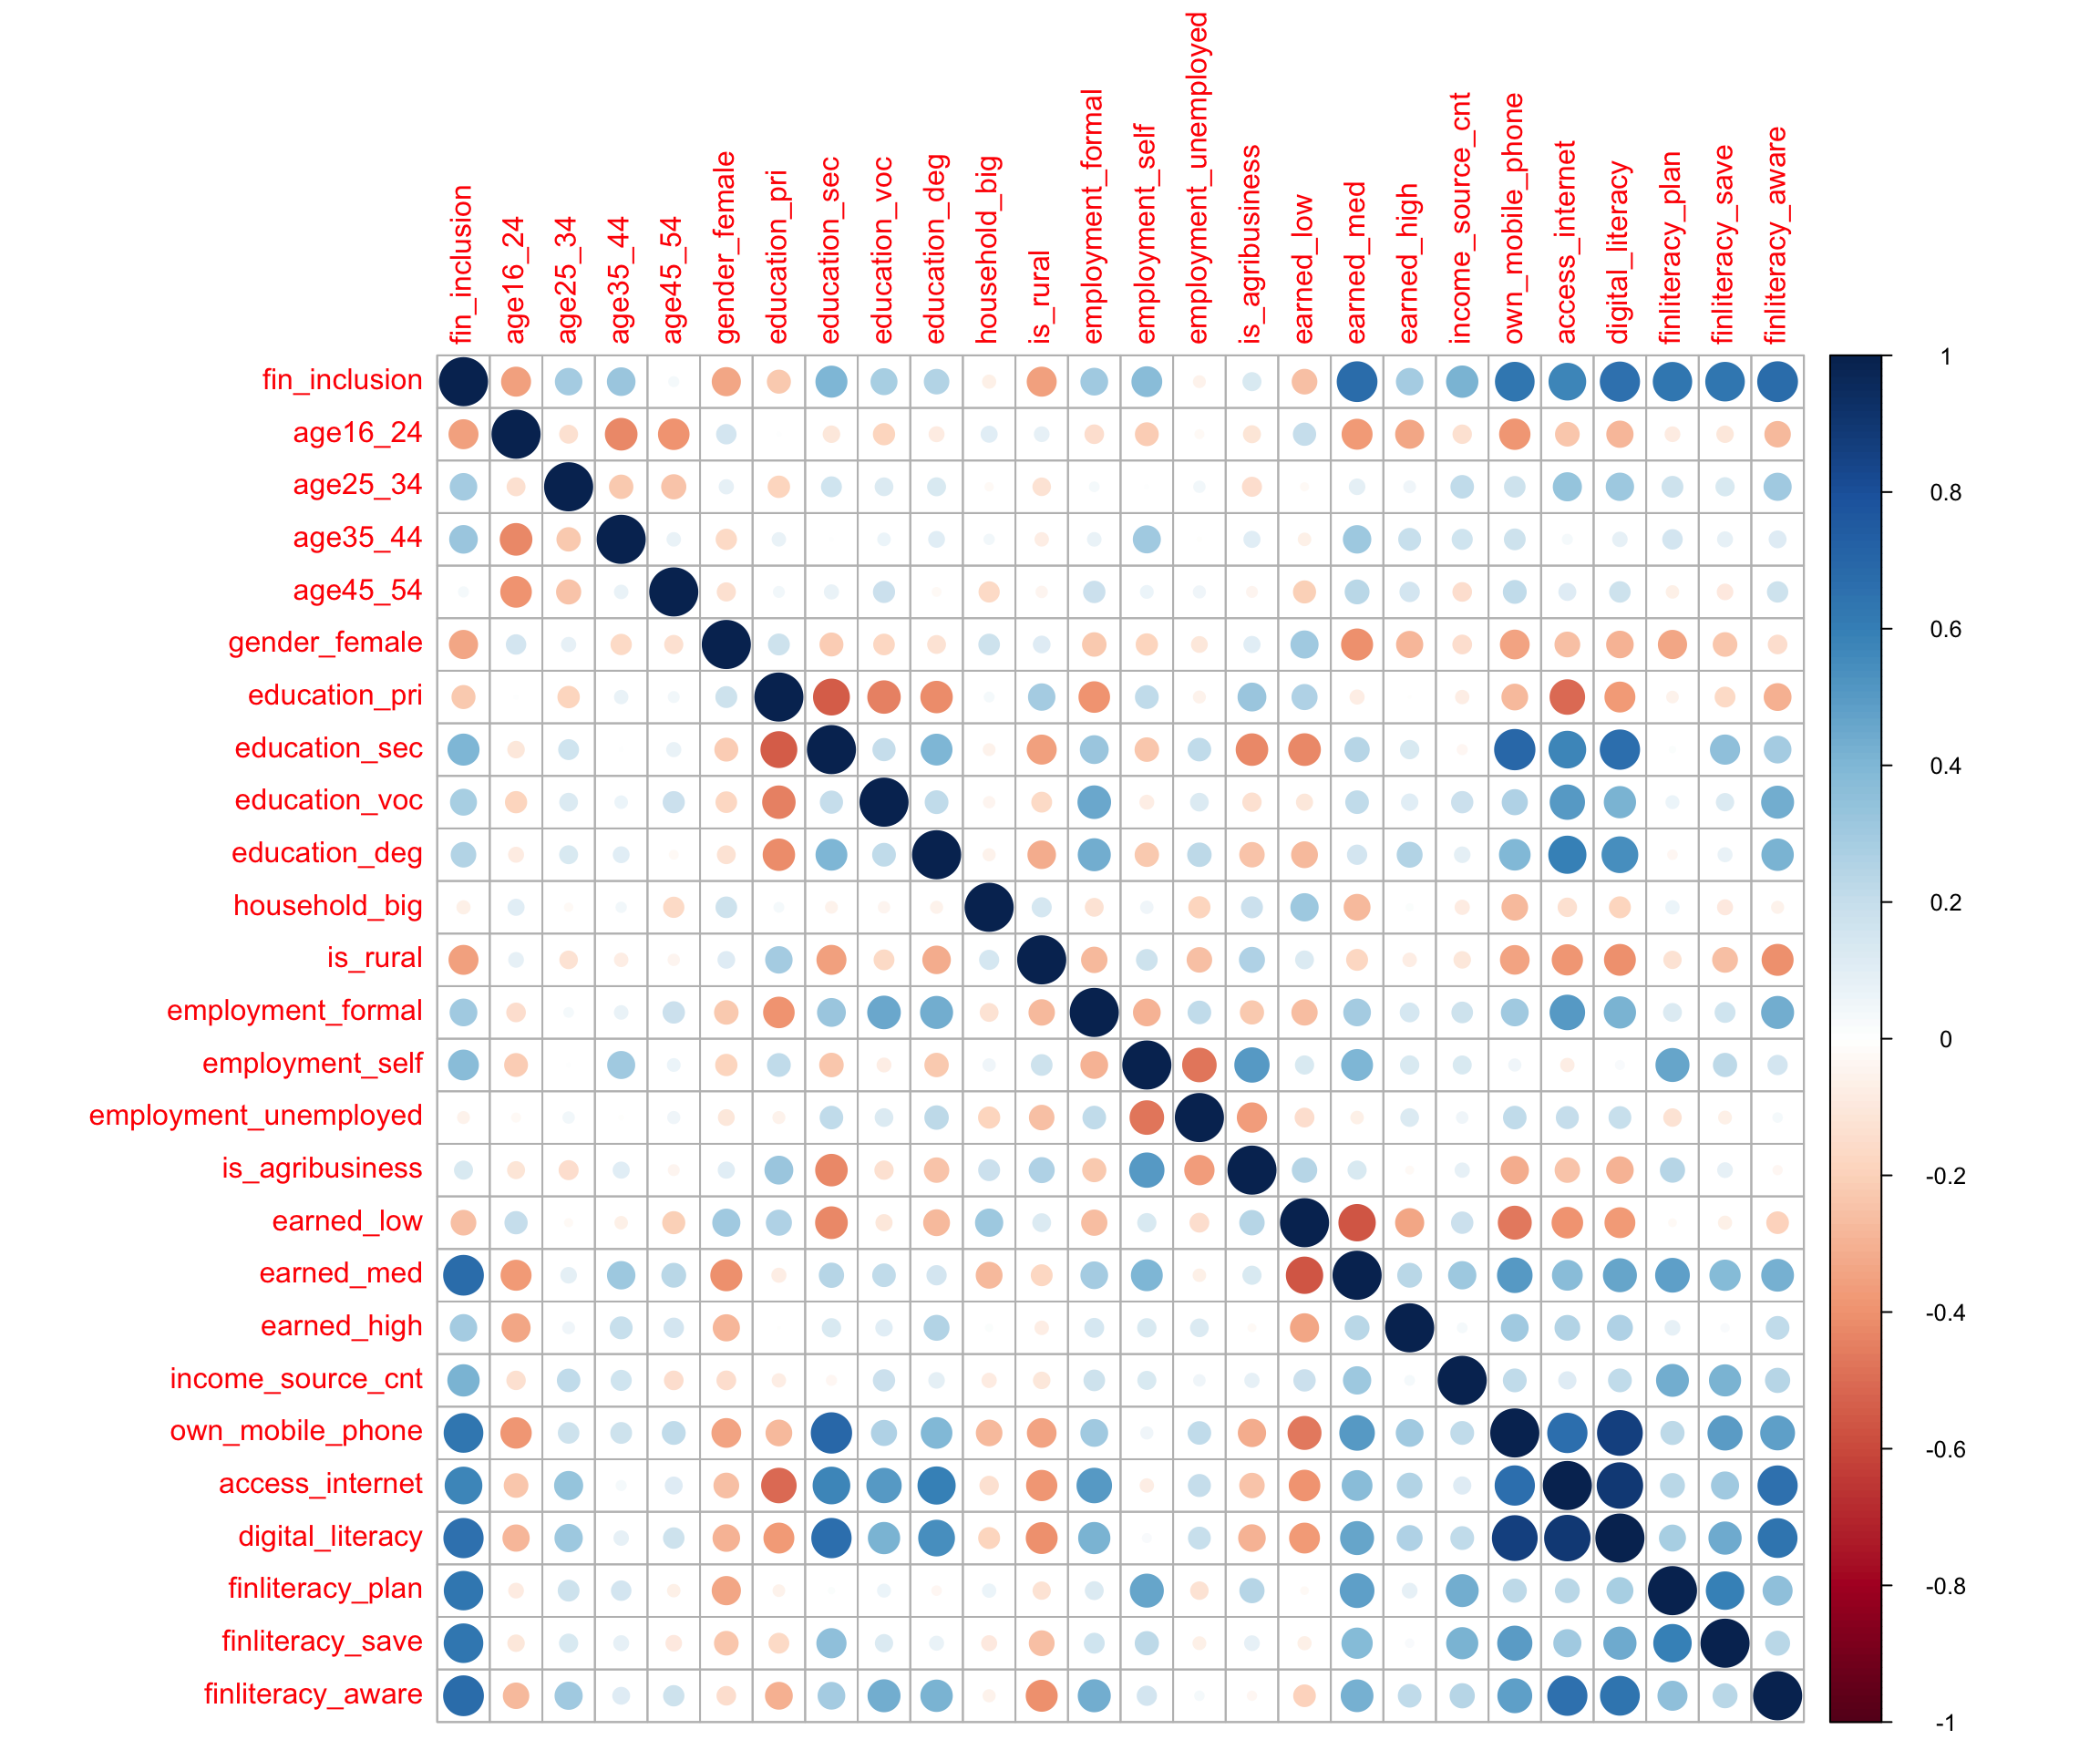 fin_inclusion
age16_24
age25_34
age35_44
age45_54
gender_female
education_pri
education_sec
education_voc
education_deg
household_big
is_rural
employment_formal
employment_self
employment_unemployed
is_agribusiness
earned_low
earned_med
earned_high
income_source_cnt
own_mobile_phone
access_internet
digital_literacy
finliteracy_plan
finliteracy_save
finliteracy_aware
fin_inclusion
age16_24
age25_34
age35_44
age45_54
gender_female
education_pri
education_sec
education_voc
education_deg
household_big
is_rural
employment_formal
employment_self
employment_unemployed
is_agribusiness
earned_low
earned_med
earned_high
income_source_cnt
own_mobile_phone
access_internet
digital_literacy
finliteracy_plan
finliteracy_save
finliteracy_aware
1
0.8
0.6
0.4
0.2
0
-0.2
-0.4
-0.6
-0.8
-1